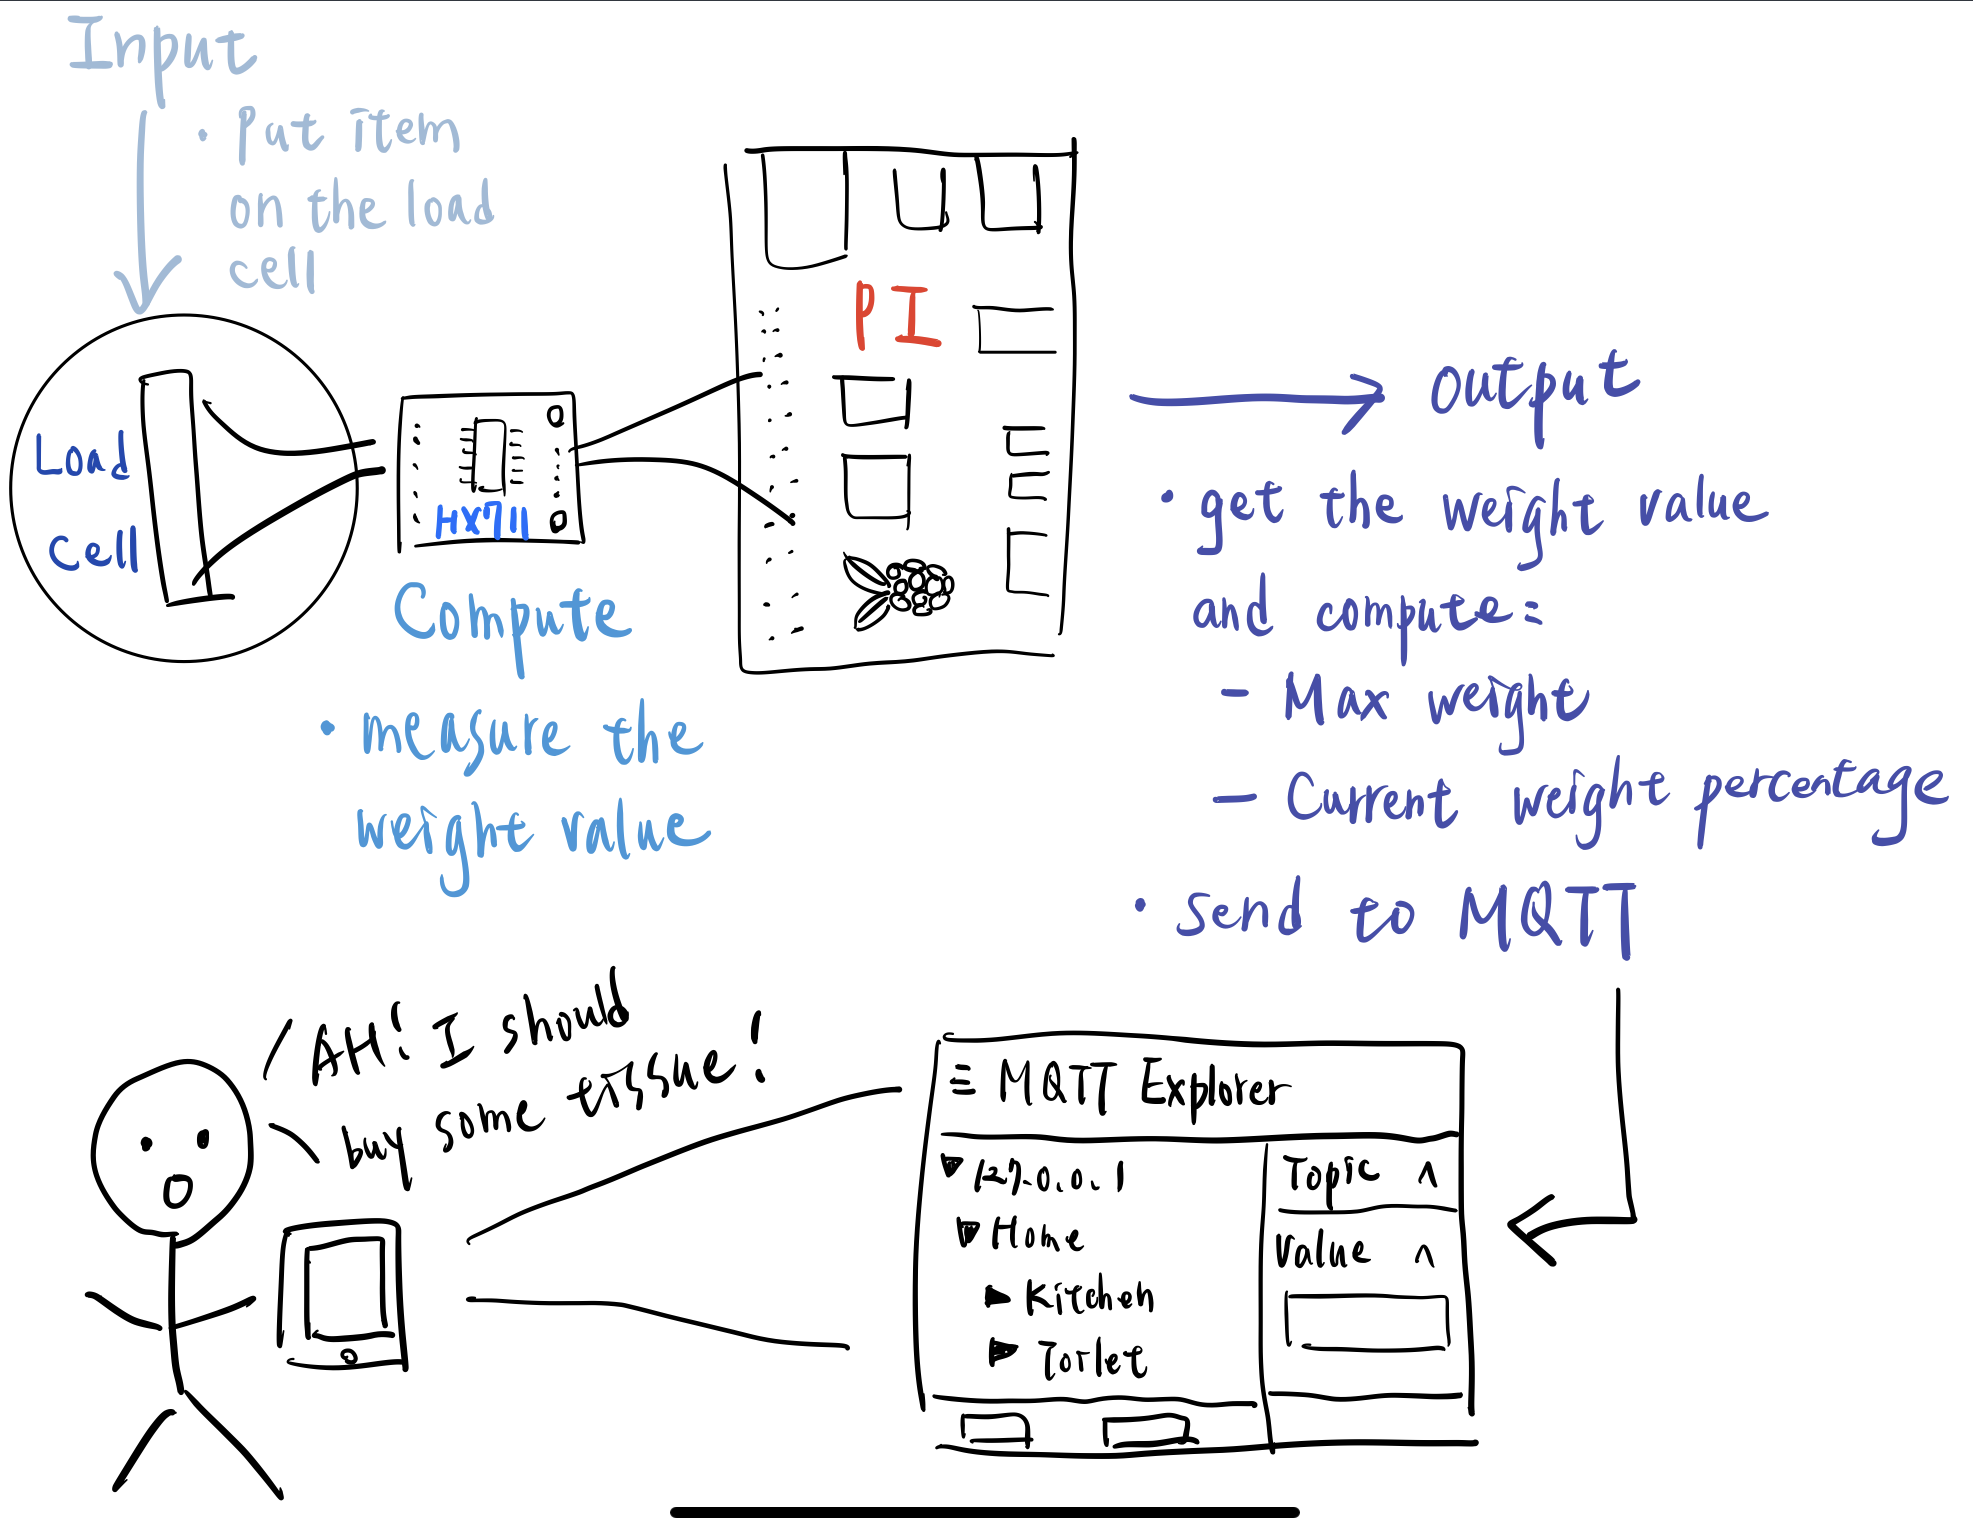 Input
• Put item
on the load
cell
Load
Cell
HX711
PI
Compute
• measure the
weight value
Output
• get the weight value
and compute:
- Max weight
- Current weight percentage
• send to MQTT
AH! I should
buy some tissue!
MQTT Explorer
127.0.0.1
Home
Kitchen
Toilet
Topic ^
Value ^